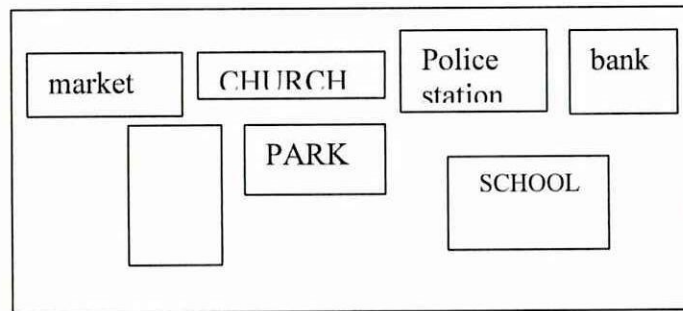 market
CHURCH
Police
station
bank
PARK
SCHOOL